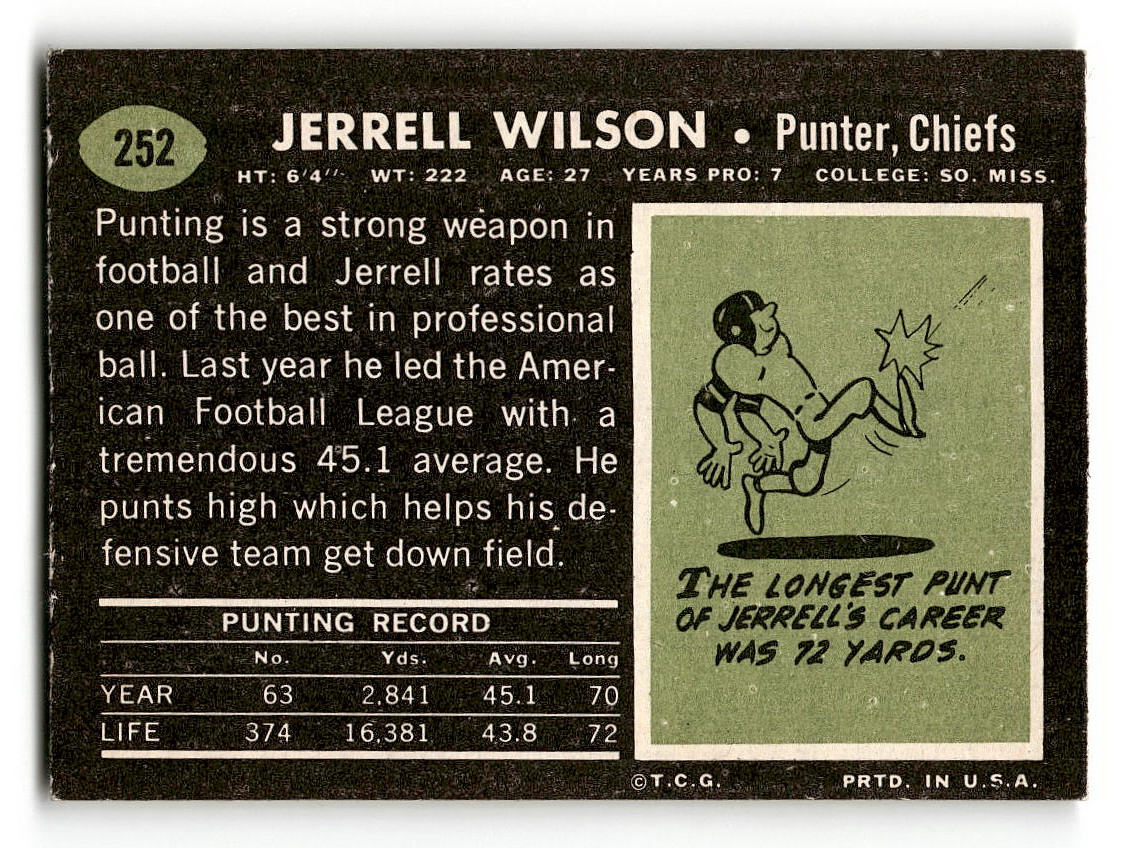 252
JERRELL WILSON • Punter, Chiefs
HT: 6'4" WT: 222 AGE: 27 YEARS PRO: 7 COLLEGE: SO. MISS.
Punting is a strong weapon in
football and Jerrell rates as
one of the best in professional
ball. Last year he led the Amer-
ican Football League with a
tremendous 45.1 average. He
punts high which helps his de-
fensive team get down field.
PUNTING RECORD
No. Yds. Avg. Long
YEAR 63 2,841 45.1 70
LIFE 374 16,381 43.8 72
THE LONGEST PUNT
OF JERRELL'S CAREER
WAS 72 YARDS.
©T.C.G. PRTD. IN U.S.A.